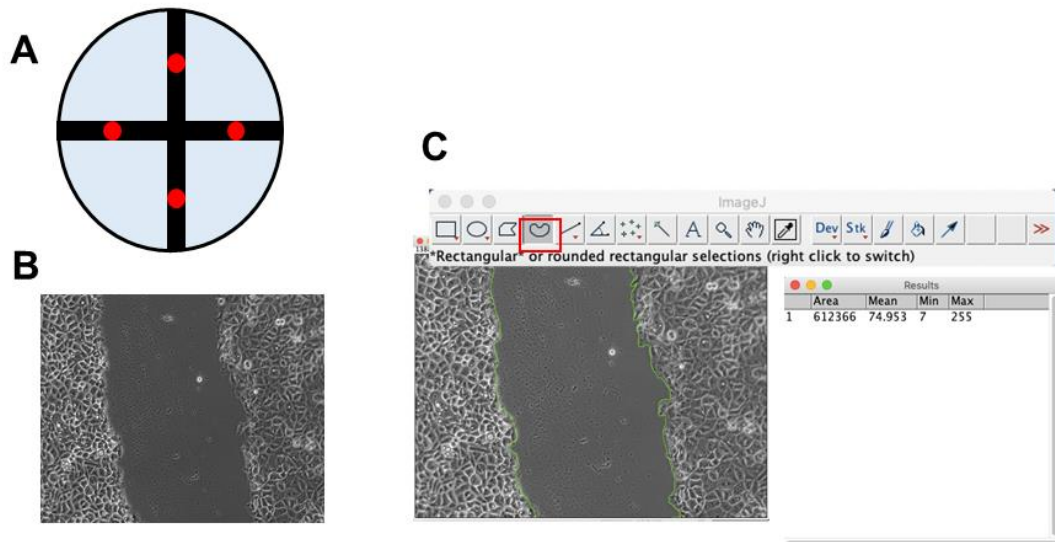 A
B
C
ImageJ
A
Dev Stk
*Rectangular* or rounded rectangular selections (right click to switch)
Results
Area Mean Min Max
1 612366 74.953 7 255